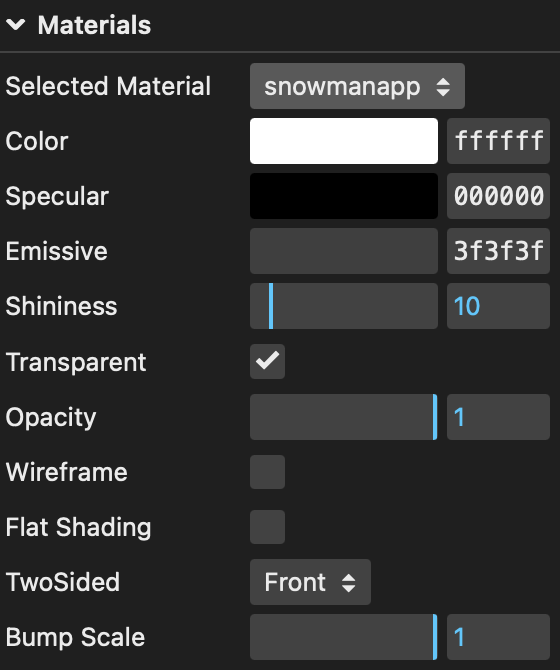 Materials
Selected Material snowmanapp
Color ffffff
Specular 000000
Emissive 3f3f3f
Shininess 10
Transparent
Opacity 1
Wireframe
Flat Shading
TwoSided Front
Bump Scale 1